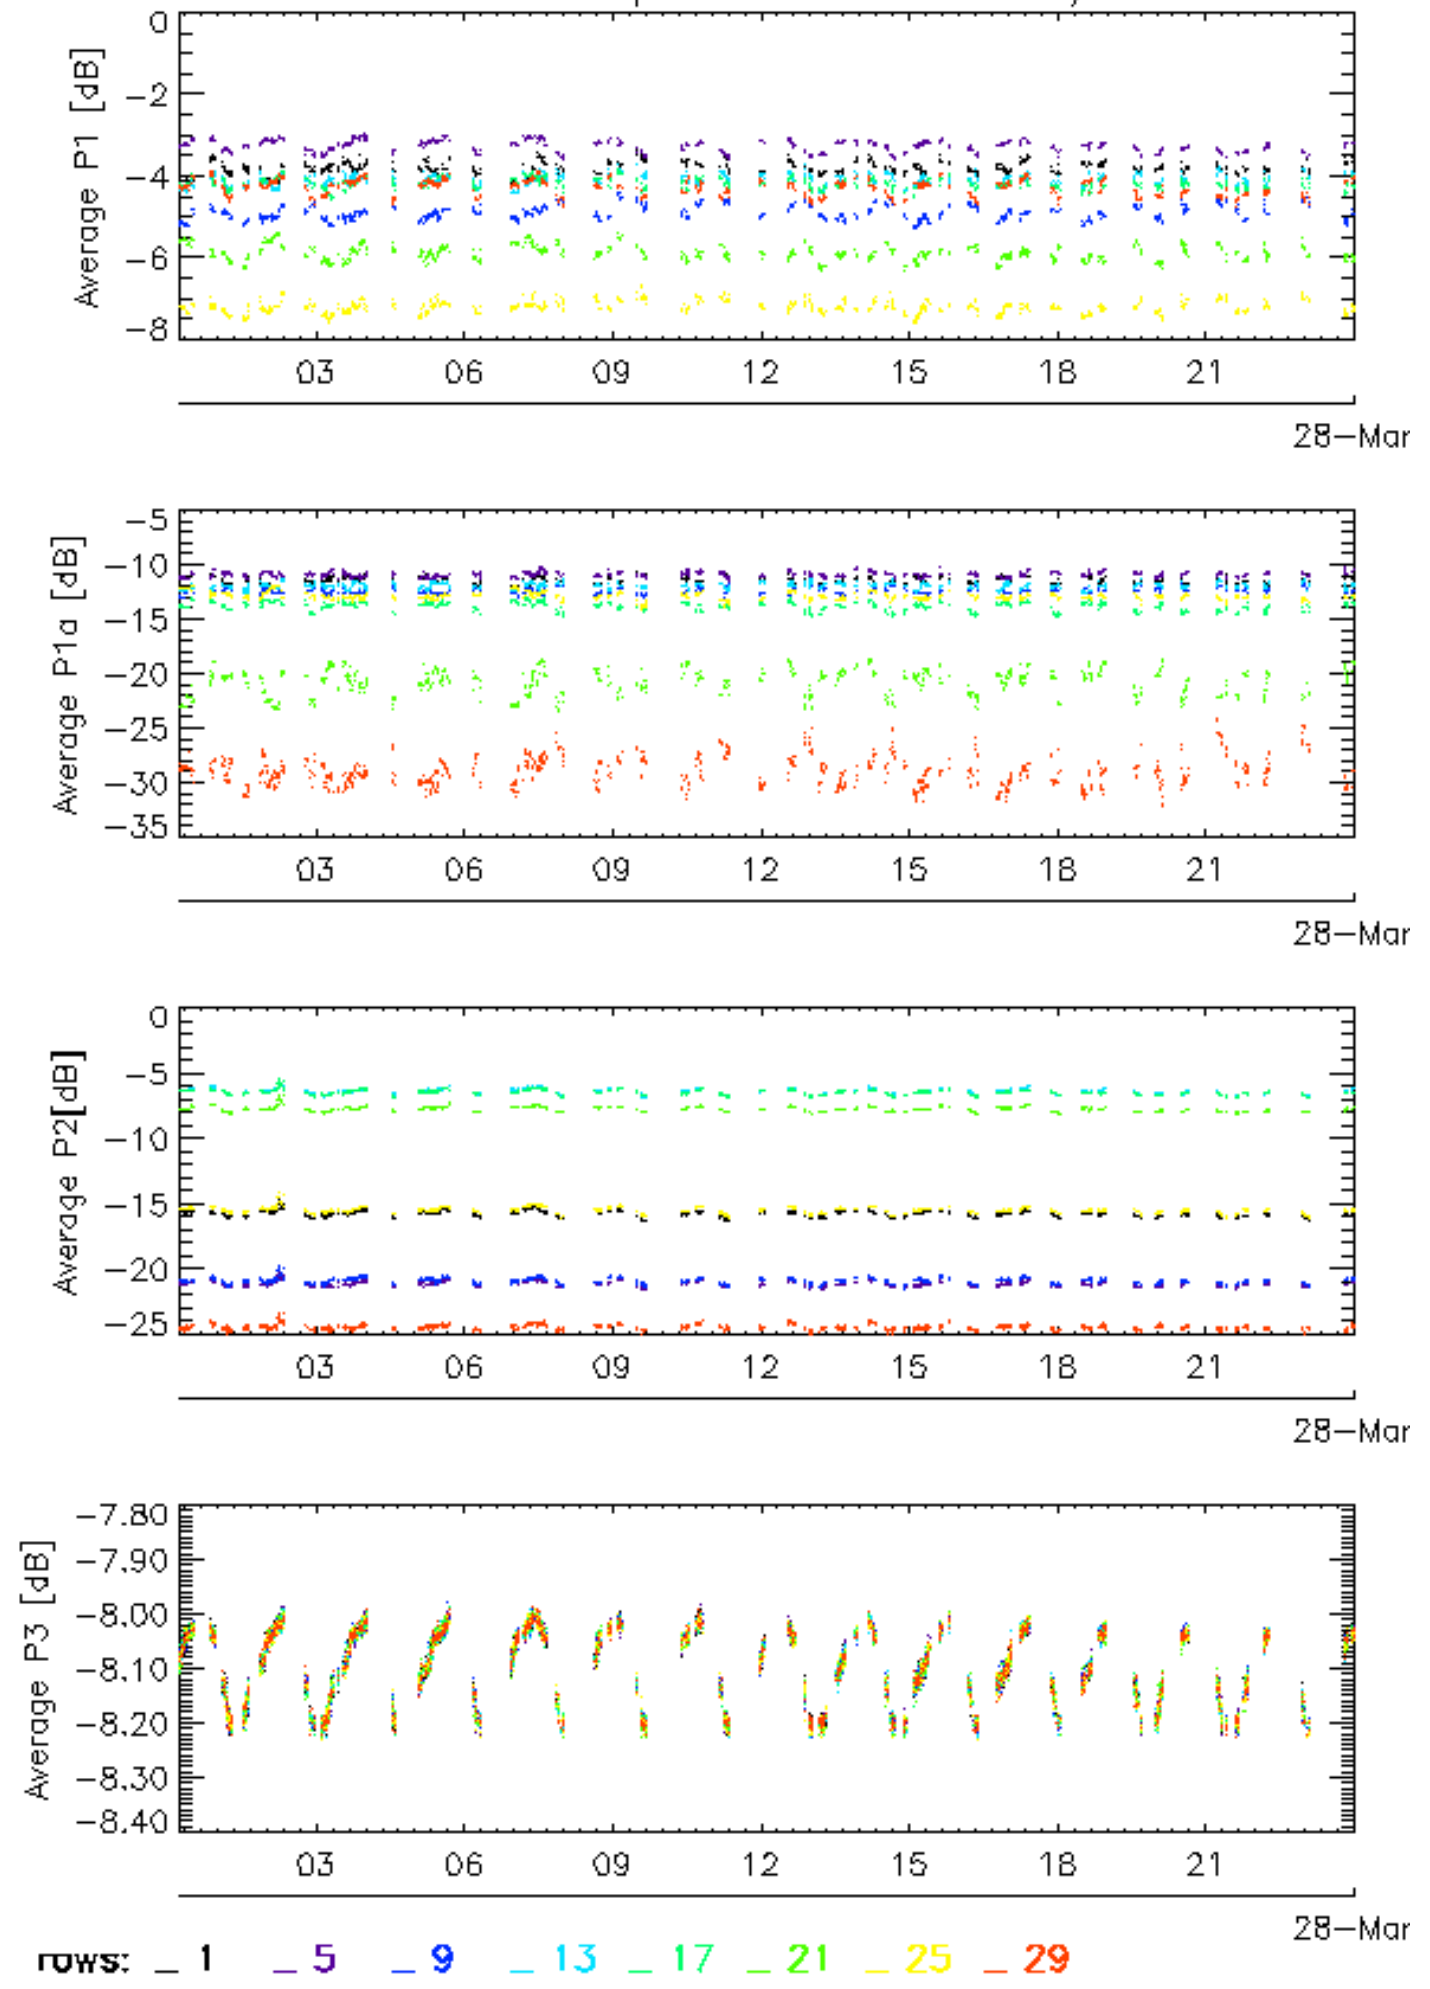 0
−2
−4
−6
−8
Average P1 [dB]
03 06 09 12 15 18 21
28−Mar
−5
−10
−15
−20
−25
−30
−35
Average P1a [dB]
03 06 09 12 15 18 21
28−Mar
0
−5
−10
−15
−20
−25
Average P2[dB]
03 06 09 12 15 18 21
28−Mar
−7.80
−7.90
−8.00
−8.10
−8.20
−8.30
−8.40
Average P3 [dB]
03 06 09 12 15 18 21
28−Mar
rows: _ 1 _ 5 _ 9 _ 13 _ 17 _ 21 _ 25 _ 29